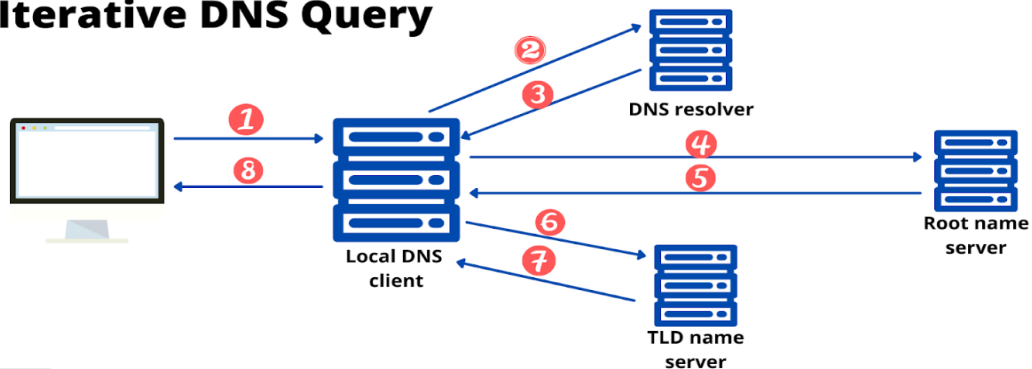 Iterative DNS Query
2
DNS resolver
3
1
4
8
5
Root name
server
6
Local DNS
client
7
TLD name
server